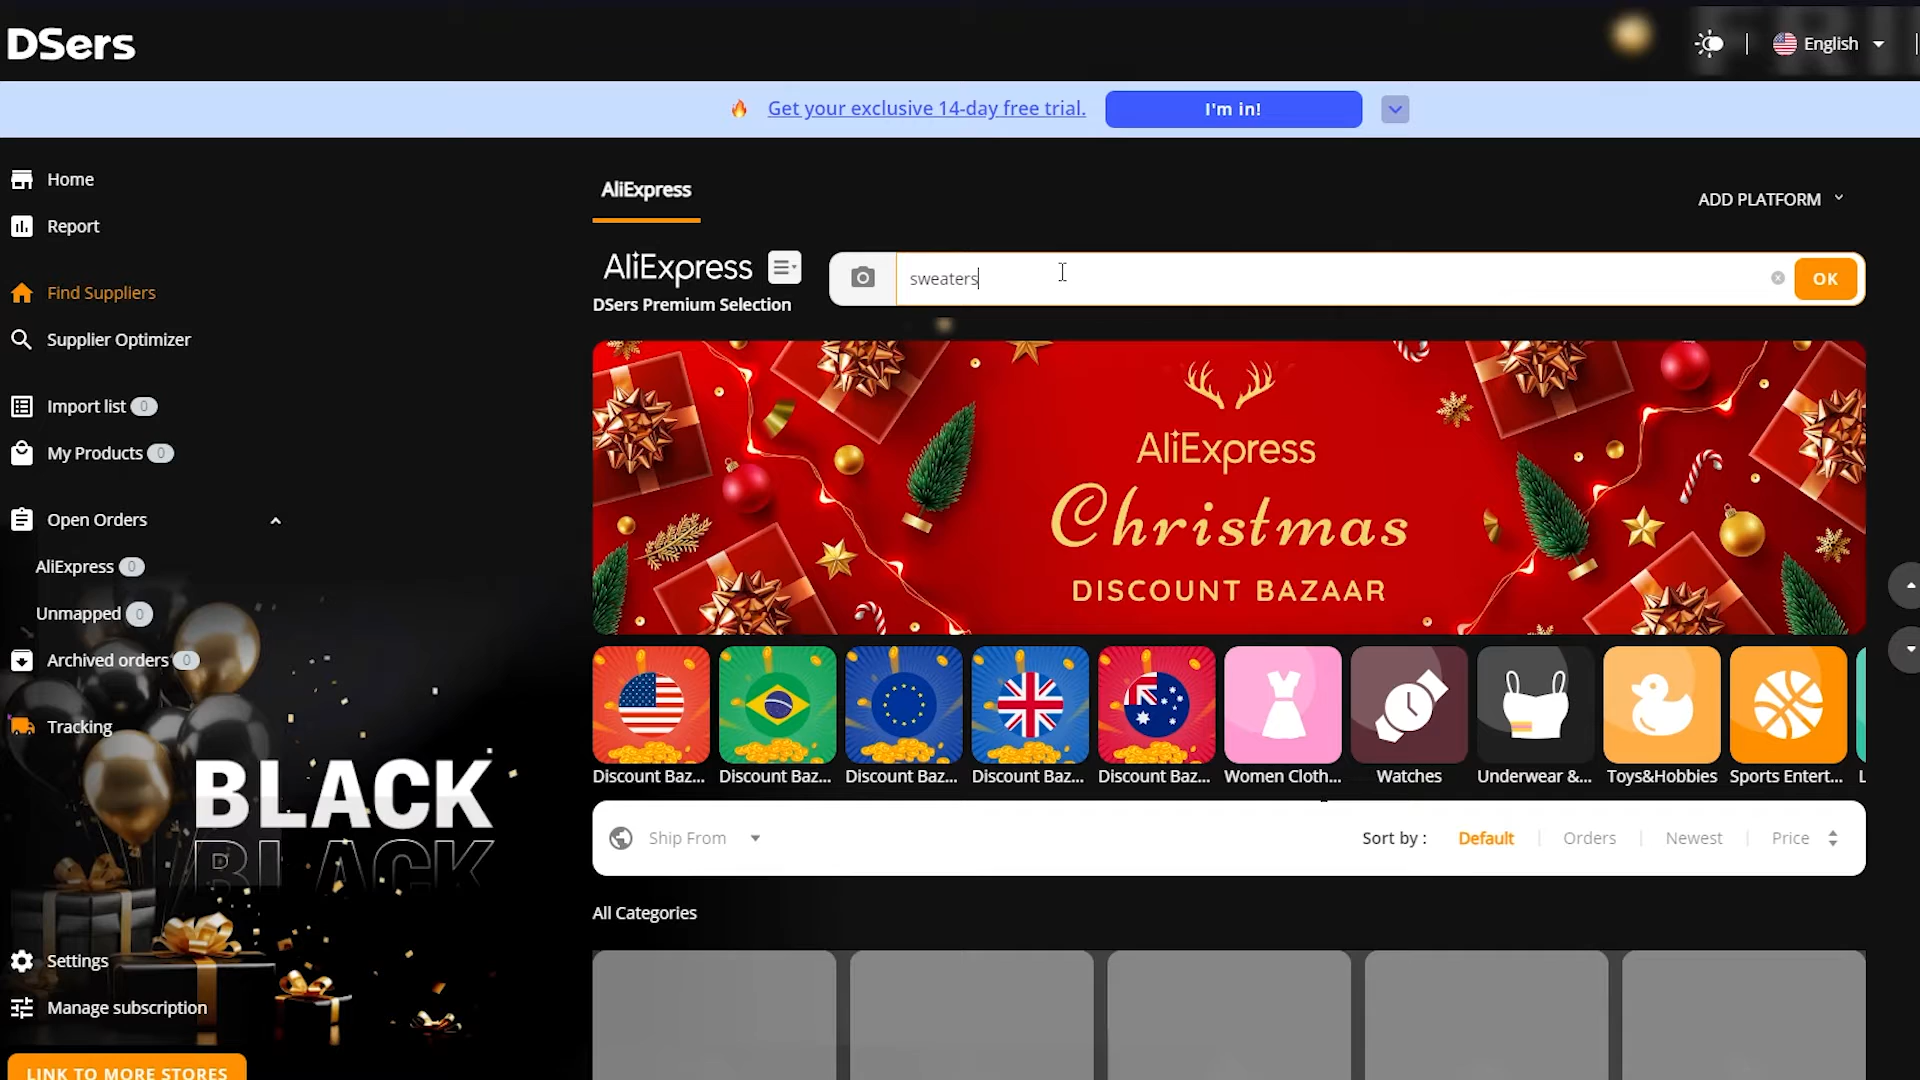 DSers
English
Get your exclusive 14-day free trial.
I'm in!
Home
Report
Find Suppliers
Supplier Optimizer
Import list 0
My Products 0
Open Orders
AliExpress 0
Unmapped 0
Archived orders 0
Tracking
BLACK
BLACK
Settings
Manage subscription
LINK TO MORE STORES
AliExpress
ADD PLATFORM
AliExpress
DSers Premium Selection
sweaters
OK
AliExpress
Christmas
DISCOUNT BAZAAR
Discount Baz...
Discount Baz...
Discount Baz...
Discount Baz...
Discount Baz...
Women Cloth...
Watches
Underwear &...
Toys&Hobbies
Sports Entert...
L
Ship From
Sort by :
Default
Orders
Newest
Price
All Categories